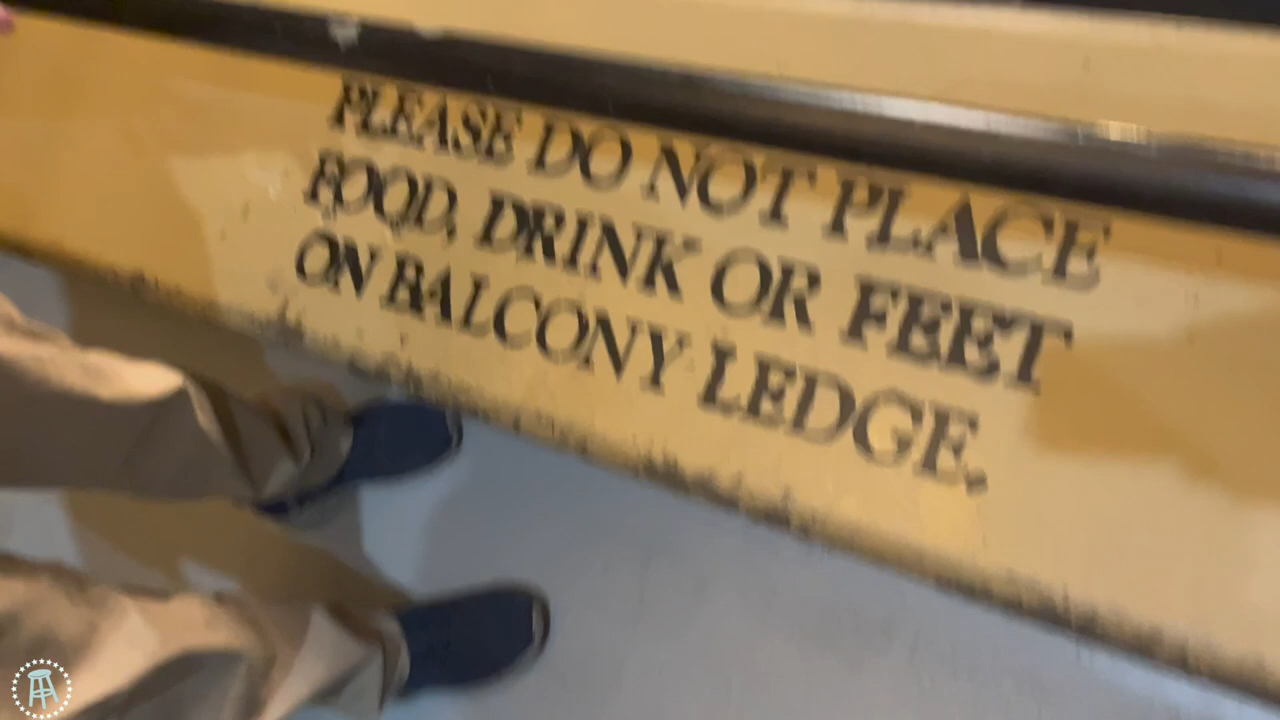 PLEASE DO NOT PLACE
FOOD, DRINK OR FEET
ON BALCONY LEDGE.